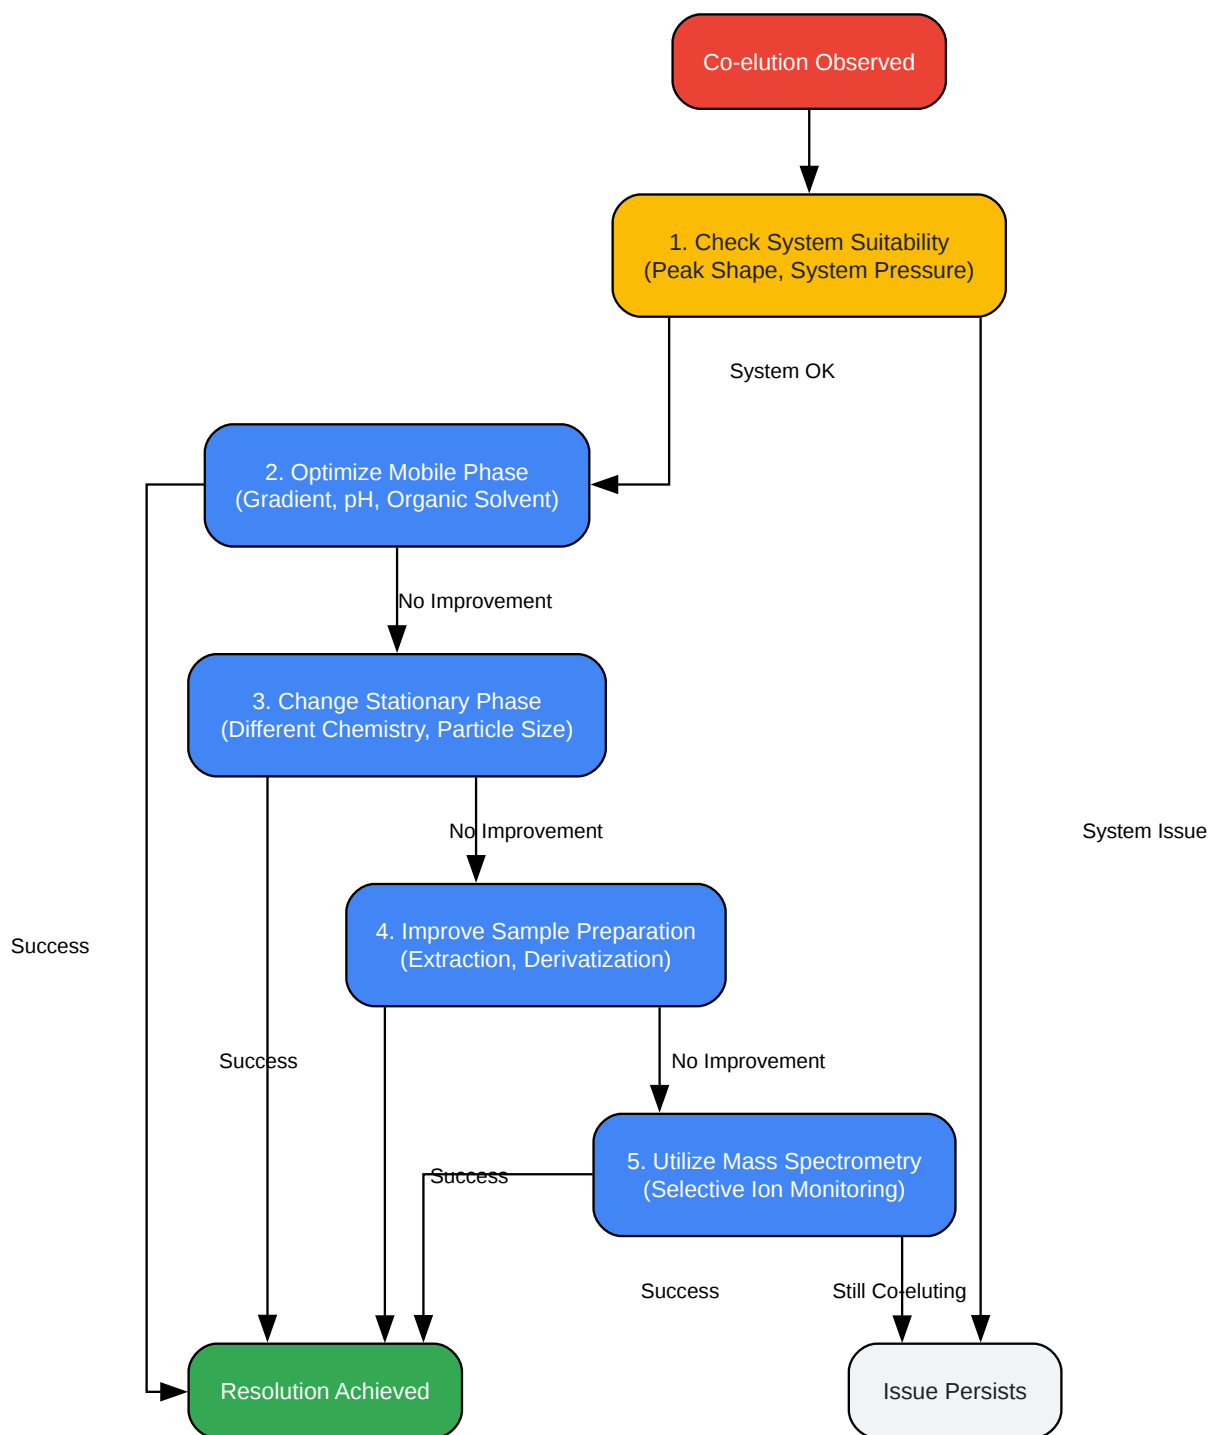 Co-elution Observed
1. Check System Suitability
(Peak Shape, System Pressure)
System OK
2. Optimize Mobile Phase
(Gradient, pH, Organic Solvent)
No Improvement
3. Change Stationary Phase
(Different Chemistry, Particle Size)
No Improvement
System Issue
4. Improve Sample Preparation
(Extraction, Derivatization)
Success
Success
No Improvement
5. Utilize Mass Spectrometry
(Selective Ion Monitoring)
Success
Success
Still Co-eluting
Resolution Achieved
Issue Persists